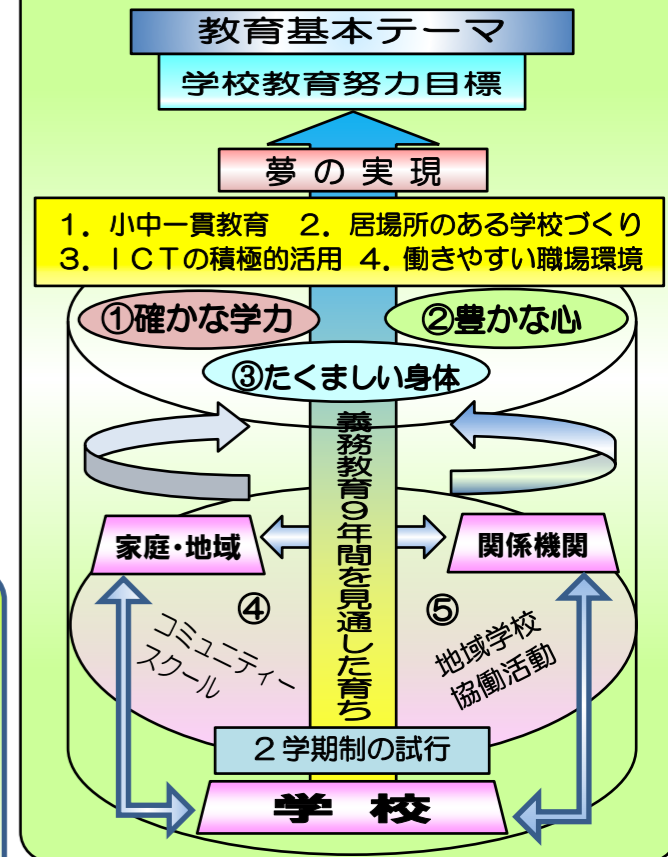 教育基本テーマ
学校教育努力目標
夢の実現
1．小中一貫教育　2．居場所のある学校づくり
3．ICTの積極的活用 4．働きやすい職場環境
①確かな学力
②豊かな心
③たくましい身体
義務教育9年間を見通した育ち
家庭・地域
関係機関
④
コミュニティー
スクール
⑤
地域学校
協働活動
2学期制の試行
学校